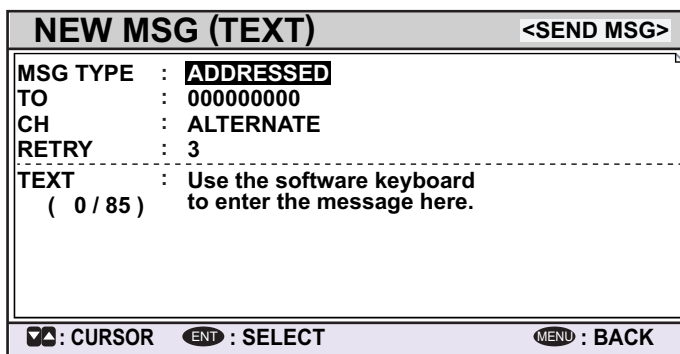 NEW MSG (TEXT) <SEND MSG>
MSG TYPE : ADDRESSED
TO : 000000000
CH : ALTERNATE
RETRY : 3
TEXT : Use the software keyboard
( 0 / 85 ) to enter the message here.
▼▲ : CURSOR ENT : SELECT MENU : BACK